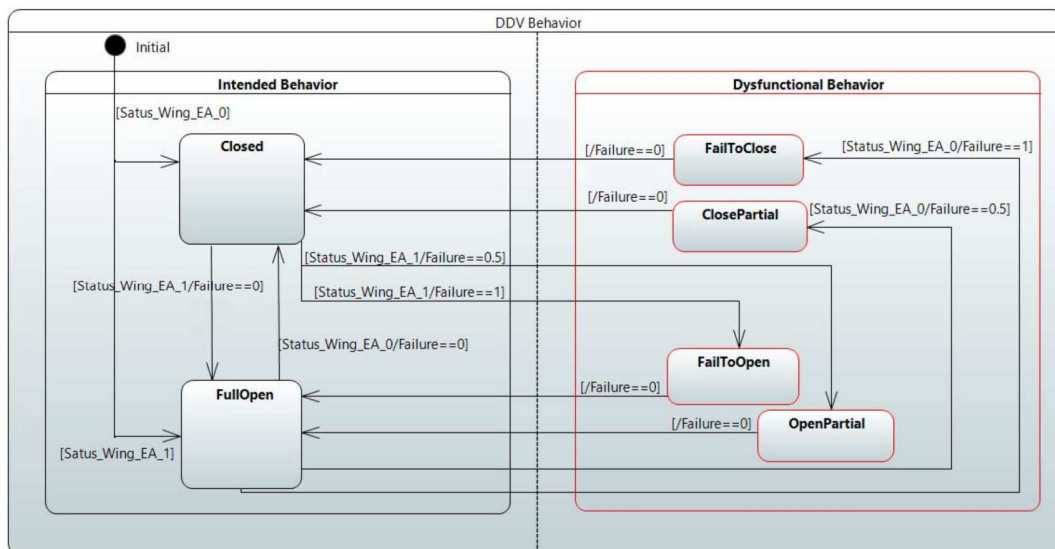 DDV Behavior
Initial
Intended Behavior
Dysfunctional Behavior
[Satus_Wing_EA_0]
Closed
[/Failure==0]
FailToClose
[Status_Wing_EA_0/Failure==1]
[/Failure==0]
ClosePartial
[Status_Wing_EA_0/Failure==0.5]
[Status_Wing_EA_1/Failure==0.5]
[Status_Wing_EA_1/Failure==0]
[Status_Wing_EA_1/Failure==1]
[Status_Wing_EA_0/Failure==0]
FailToOpen
FullOpen
[/Failure==0]
[/Failure==0]
OpenPartial
[Satus_Wing_EA_1]